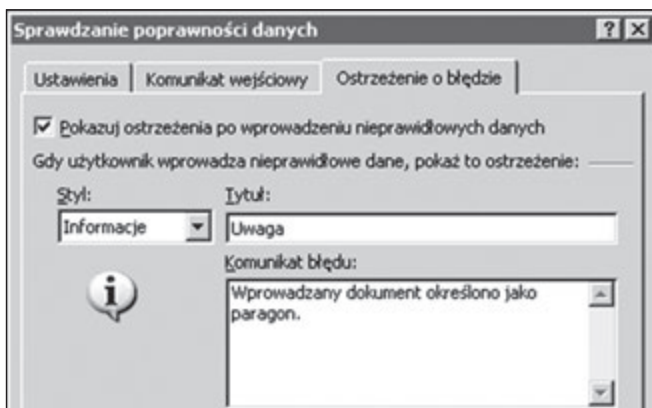 Sprawdzanie poprawności danych
Ustawienia
Komunikat wejściowy
Ostrzeżenie o błędzie
Pokazuj ostrzeżenia po wprowadzeniu nieprawidłowych danych
Gdy użytkownik wprowadza nieprawidłowe dane, pokaż to ostrzeżenie:
Styl:
Tytuł:
Informacje
Uwaga
Komunikat błędu:
Wprowadzany dokument określono jako
paragon.